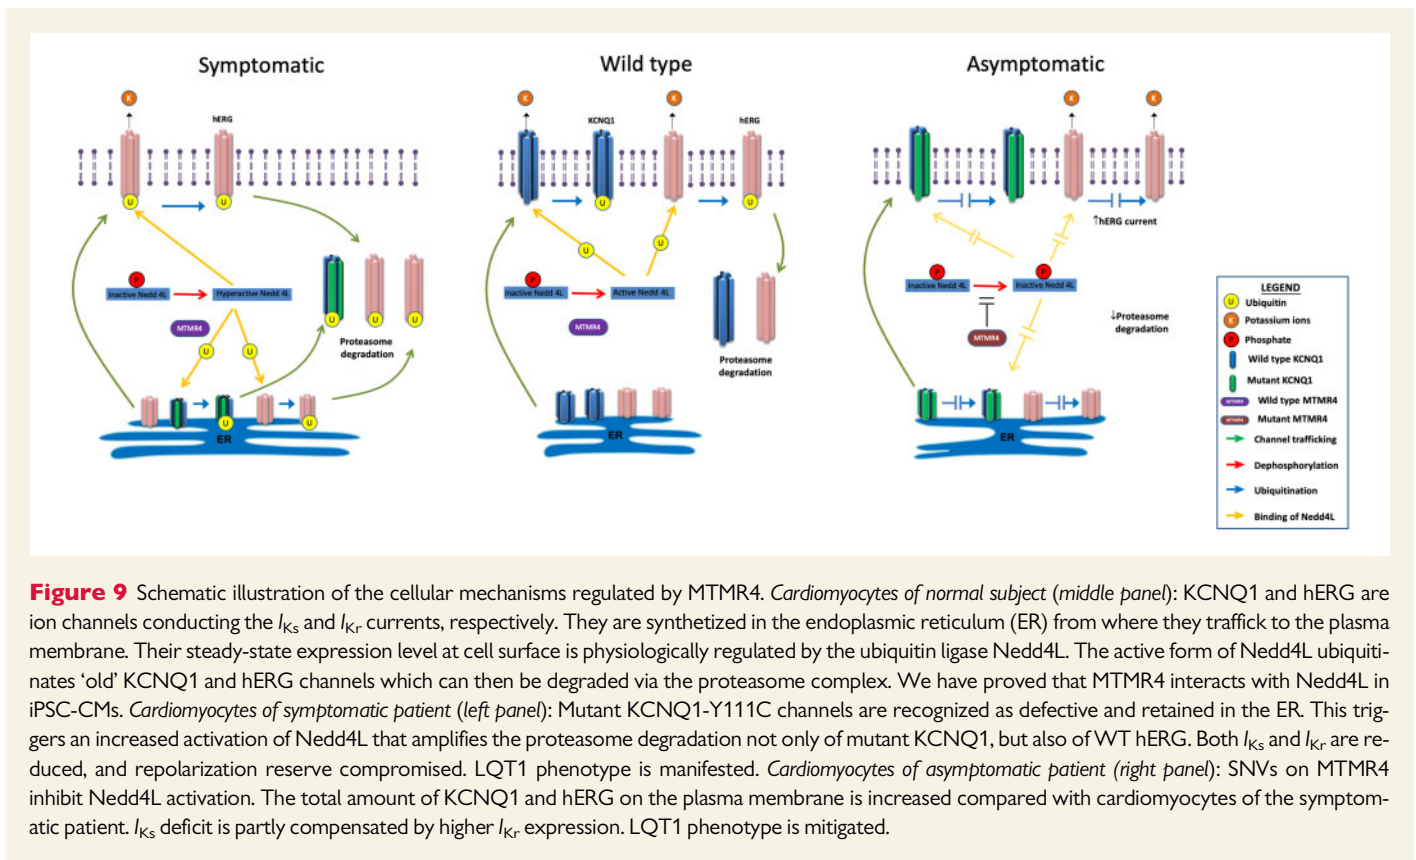 Symptomatic
Wild type
Asymptomatic
K
hERG
U
U
P
Inactive Nedd 4L
Hyperactive Nedd 4L
MTMR4
U
U
U
U
U
Proteasome
degradation
U
U
ER
K
KCNQ1
K
hERG
U
U
U
U
P
Inactive Nedd 4L
Active Nedd 4L
MTMR4
Proteasome
degradation
ER
K
K
↑hERG current
P
P
Inactive Nedd 4L
Inactive Nedd 4L
MTMR4
↓Proteasome
degradation
ER
LEGEND
U Ubiquitin
K Potassium ions
P Phosphate
Wild type KCNQ1
Mutant KCNQ1
MTMR4 Wild type MTMR4
MTMR4 Mutant MTMR4
Channel trafficking
Dephosphorylation
Ubiquitination
Binding of Nedd4L
Figure 9 Schematic illustration of the cellular mechanisms regulated by MTMR4. Cardiomyocytes of normal subject (middle panel): KCNQ1 and hERG are
ion channels conducting the IKs and IKr currents, respectively. They are synthetized in the endoplasmic reticulum (ER) from where they traffick to the plasma
membrane. Their steady-state expression level at cell surface is physiologically regulated by the ubiquitin ligase Nedd4L. The active form of Nedd4L ubiquiti-
nates ‘old’ KCNQ1 and hERG channels which can then be degraded via the proteasome complex. We have proved that MTMR4 interacts with Nedd4L in
iPSC-CMs. Cardiomyocytes of symptomatic patient (left panel): Mutant KCNQ1-Y111C channels are recognized as defective and retained in the ER. This trig-
gers an increased activation of Nedd4L that amplifies the proteasome degradation not only of mutant KCNQ1, but also of WT hERG. Both IKs and IKr are re-
duced, and repolarization reserve compromised. LQT1 phenotype is manifested. Cardiomyocytes of asymptomatic patient (right panel): SNVs on MTMR4
inhibit Nedd4L activation. The total amount of KCNQ1 and hERG on the plasma membrane is increased compared with cardiomyocytes of the symptom-
atic patient. IKs deficit is partly compensated by higher IKr expression. LQT1 phenotype is mitigated.